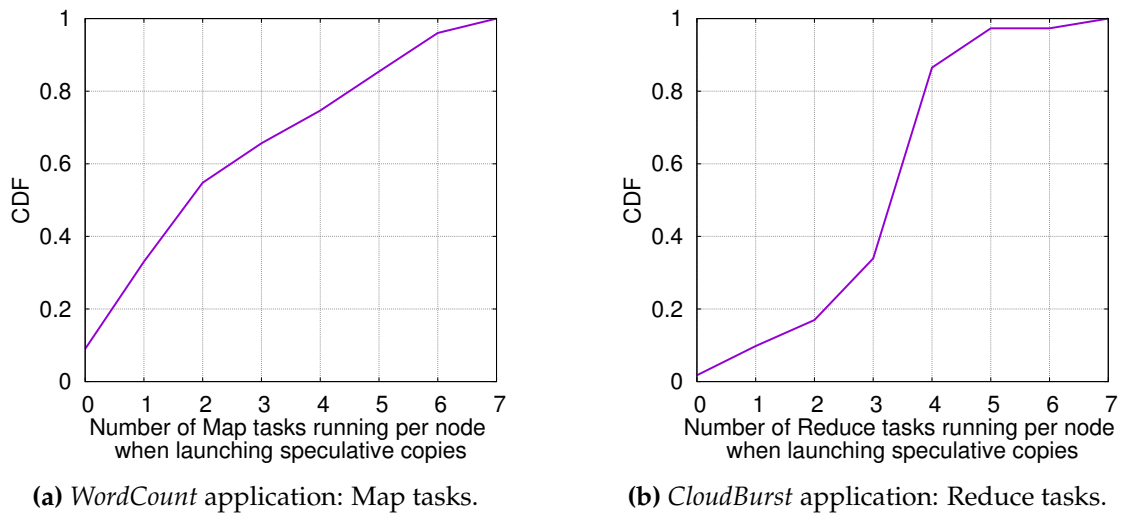 1
0.8
0.6
0.4
0.2
0
CDF
0 1 2 3 4 5 6 7
Number of Map tasks running per node
when launching speculative copies
(a) WordCount application: Map tasks.
1
0.8
0.6
0.4
0.2
0
CDF
0 1 2 3 4 5 6 7
Number of Reduce tasks running per node
when launching speculative copies
(b) CloudBurst application: Reduce tasks.